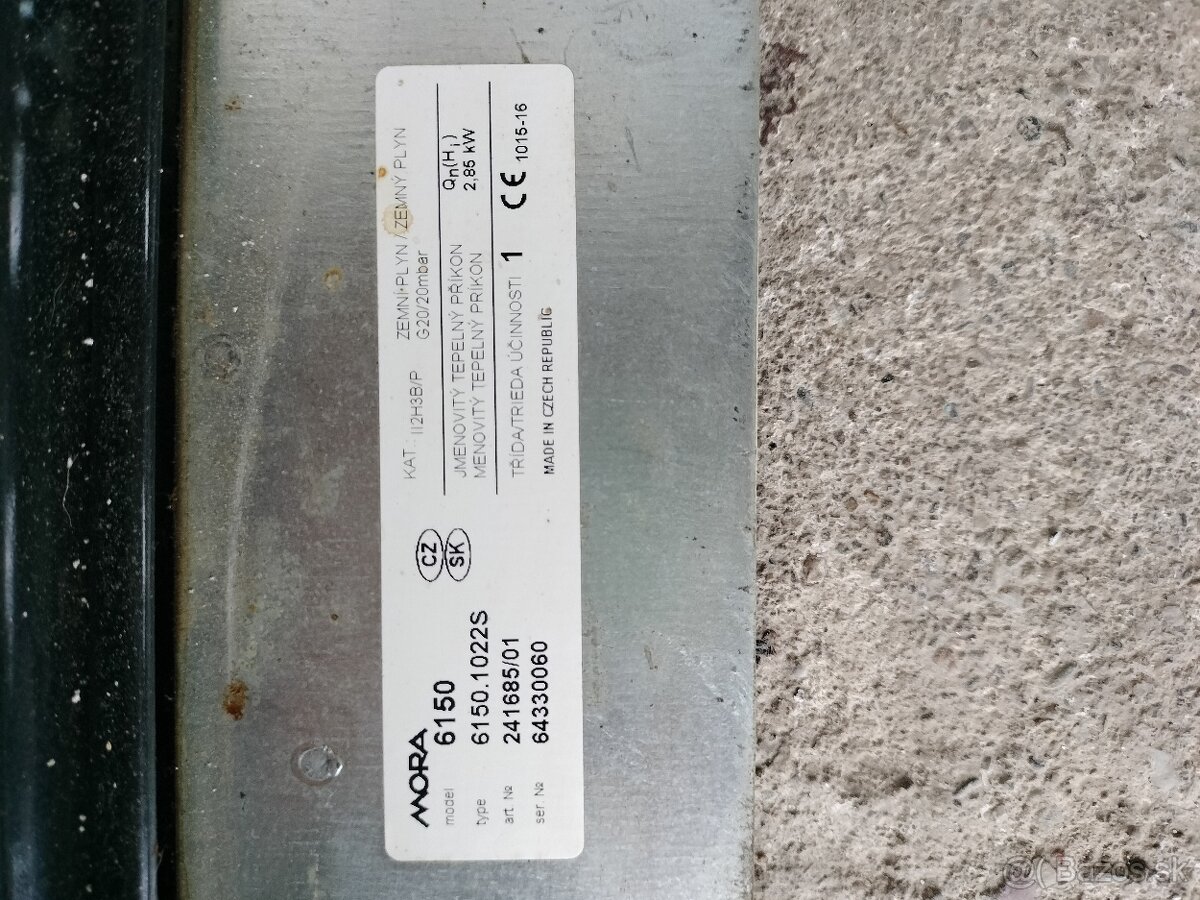 MORA
model 6150
type 6150.1022S
art. № 241685/01
ser. № 64330060
CZ
SK
KAT.: II2H3B/P ZEMNÍ PLYN / ZEMNÝ PLYN
G20/20mbar
JMENOVITÝ TEPELNÝ PŘÍKON Qn(Hi)
MENOVITÝ TEPELNÝ PRÍKON 2,85 kW
TŘÍDA/TRIEDA ÚČINNOSTI 1 CE 1015-16
MADE IN CZECH REPUBLIC
@( Bazos.sk